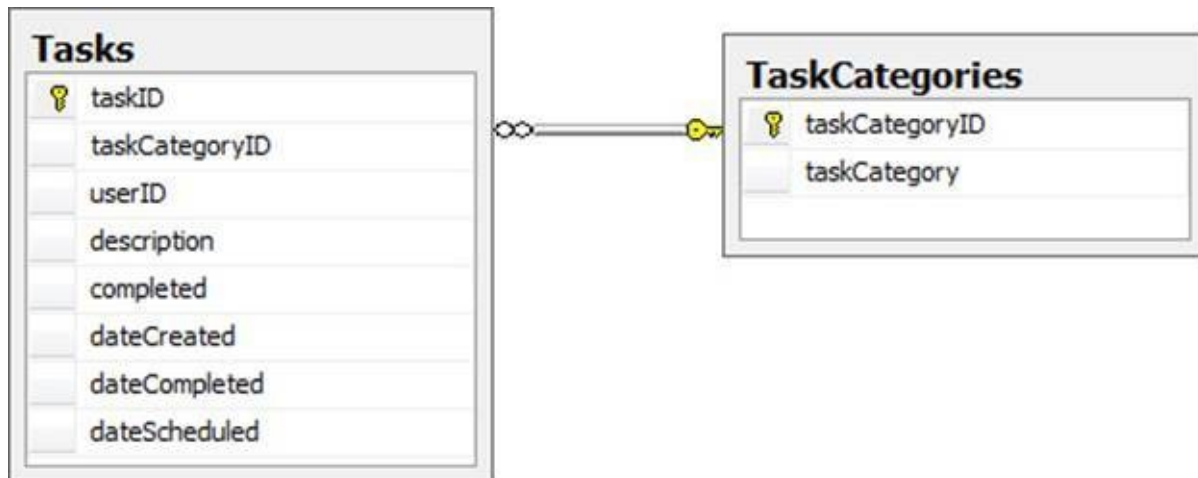 Tasks
taskID
taskCategoryID
userID
description
completed
dateCreated
dateCompleted
dateScheduled
TaskCategories
taskCategoryID
taskCategory